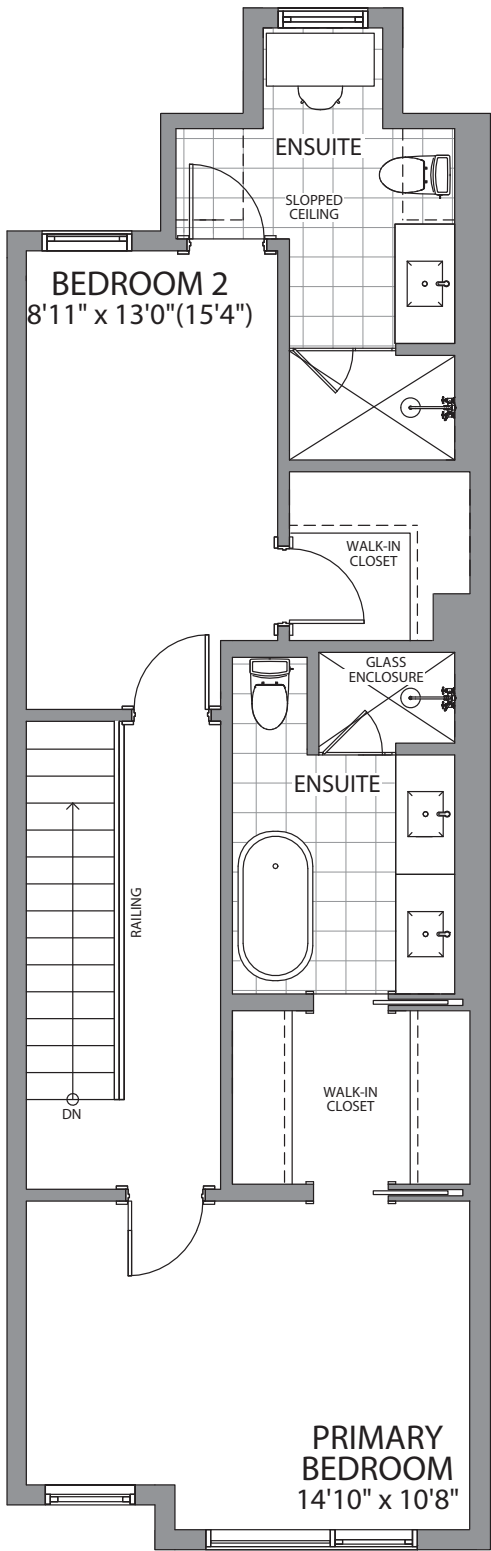 ENSUITE
SLOPPED
CEILING
BEDROOM 2
8'11" x 13'0"(15'4")
WALK-IN
CLOSET
GLASS
ENCLOSURE
ENSUITE
RAILING
WALK-IN
CLOSET
DN
PRIMARY
BEDROOM
14'10" x 10'8"